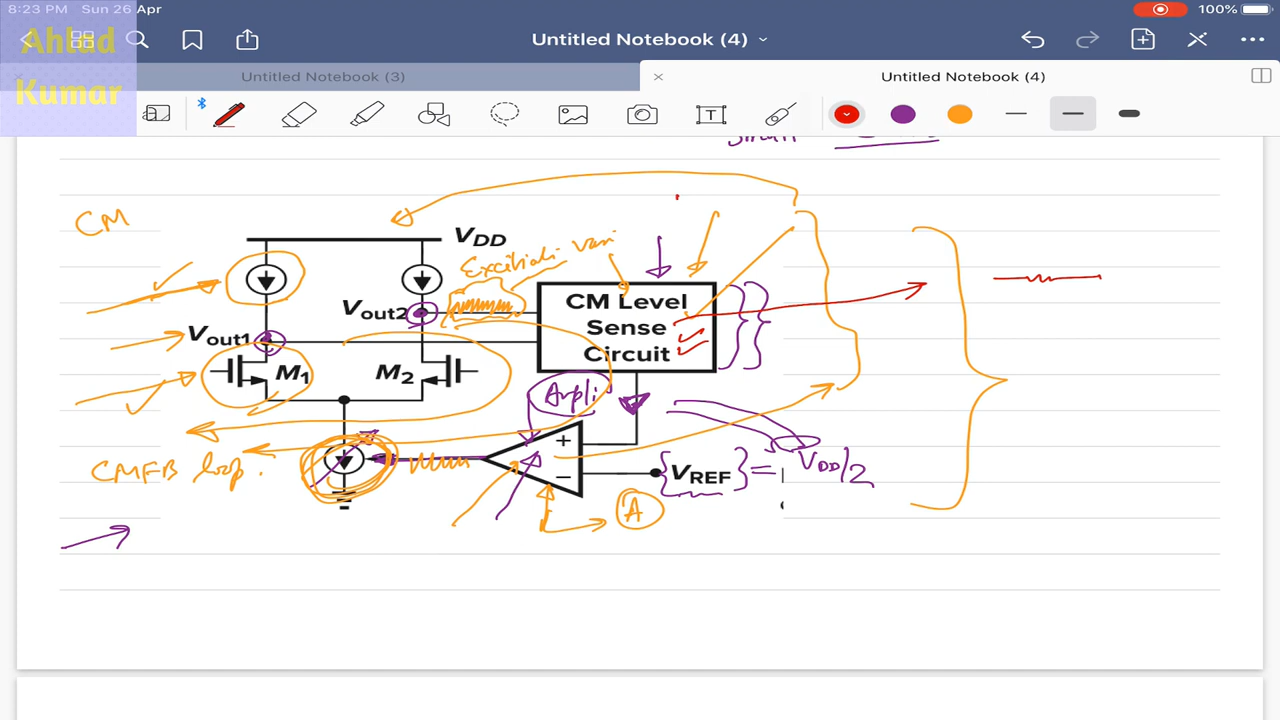 8:23 PM Sun 26 Apr
100%
Ahlad
Kumar
Untitled Notebook (4)
Untitled Notebook (3)
Untitled Notebook (4)
T
CM
VDD
Vout2
Vout1
CM Level
Sense
Circuit
M1
M2
Ampli
+
−
VREF = VDD/2
CMFB loop.
A